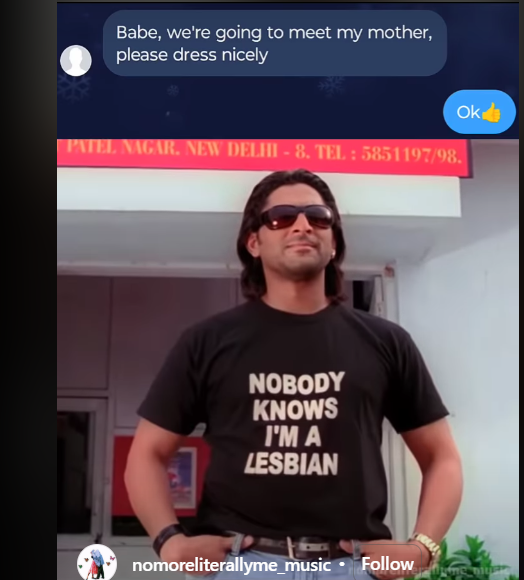 Babe, we're going to meet my mother,
please dress nicely
Ok👍
PATEL NAGAR, NEW DELHI - 8. TEL : 5851197/98.
NOBODY
KNOWS
I'M A
LESBIAN
nomoreliterallyme_music • Follow